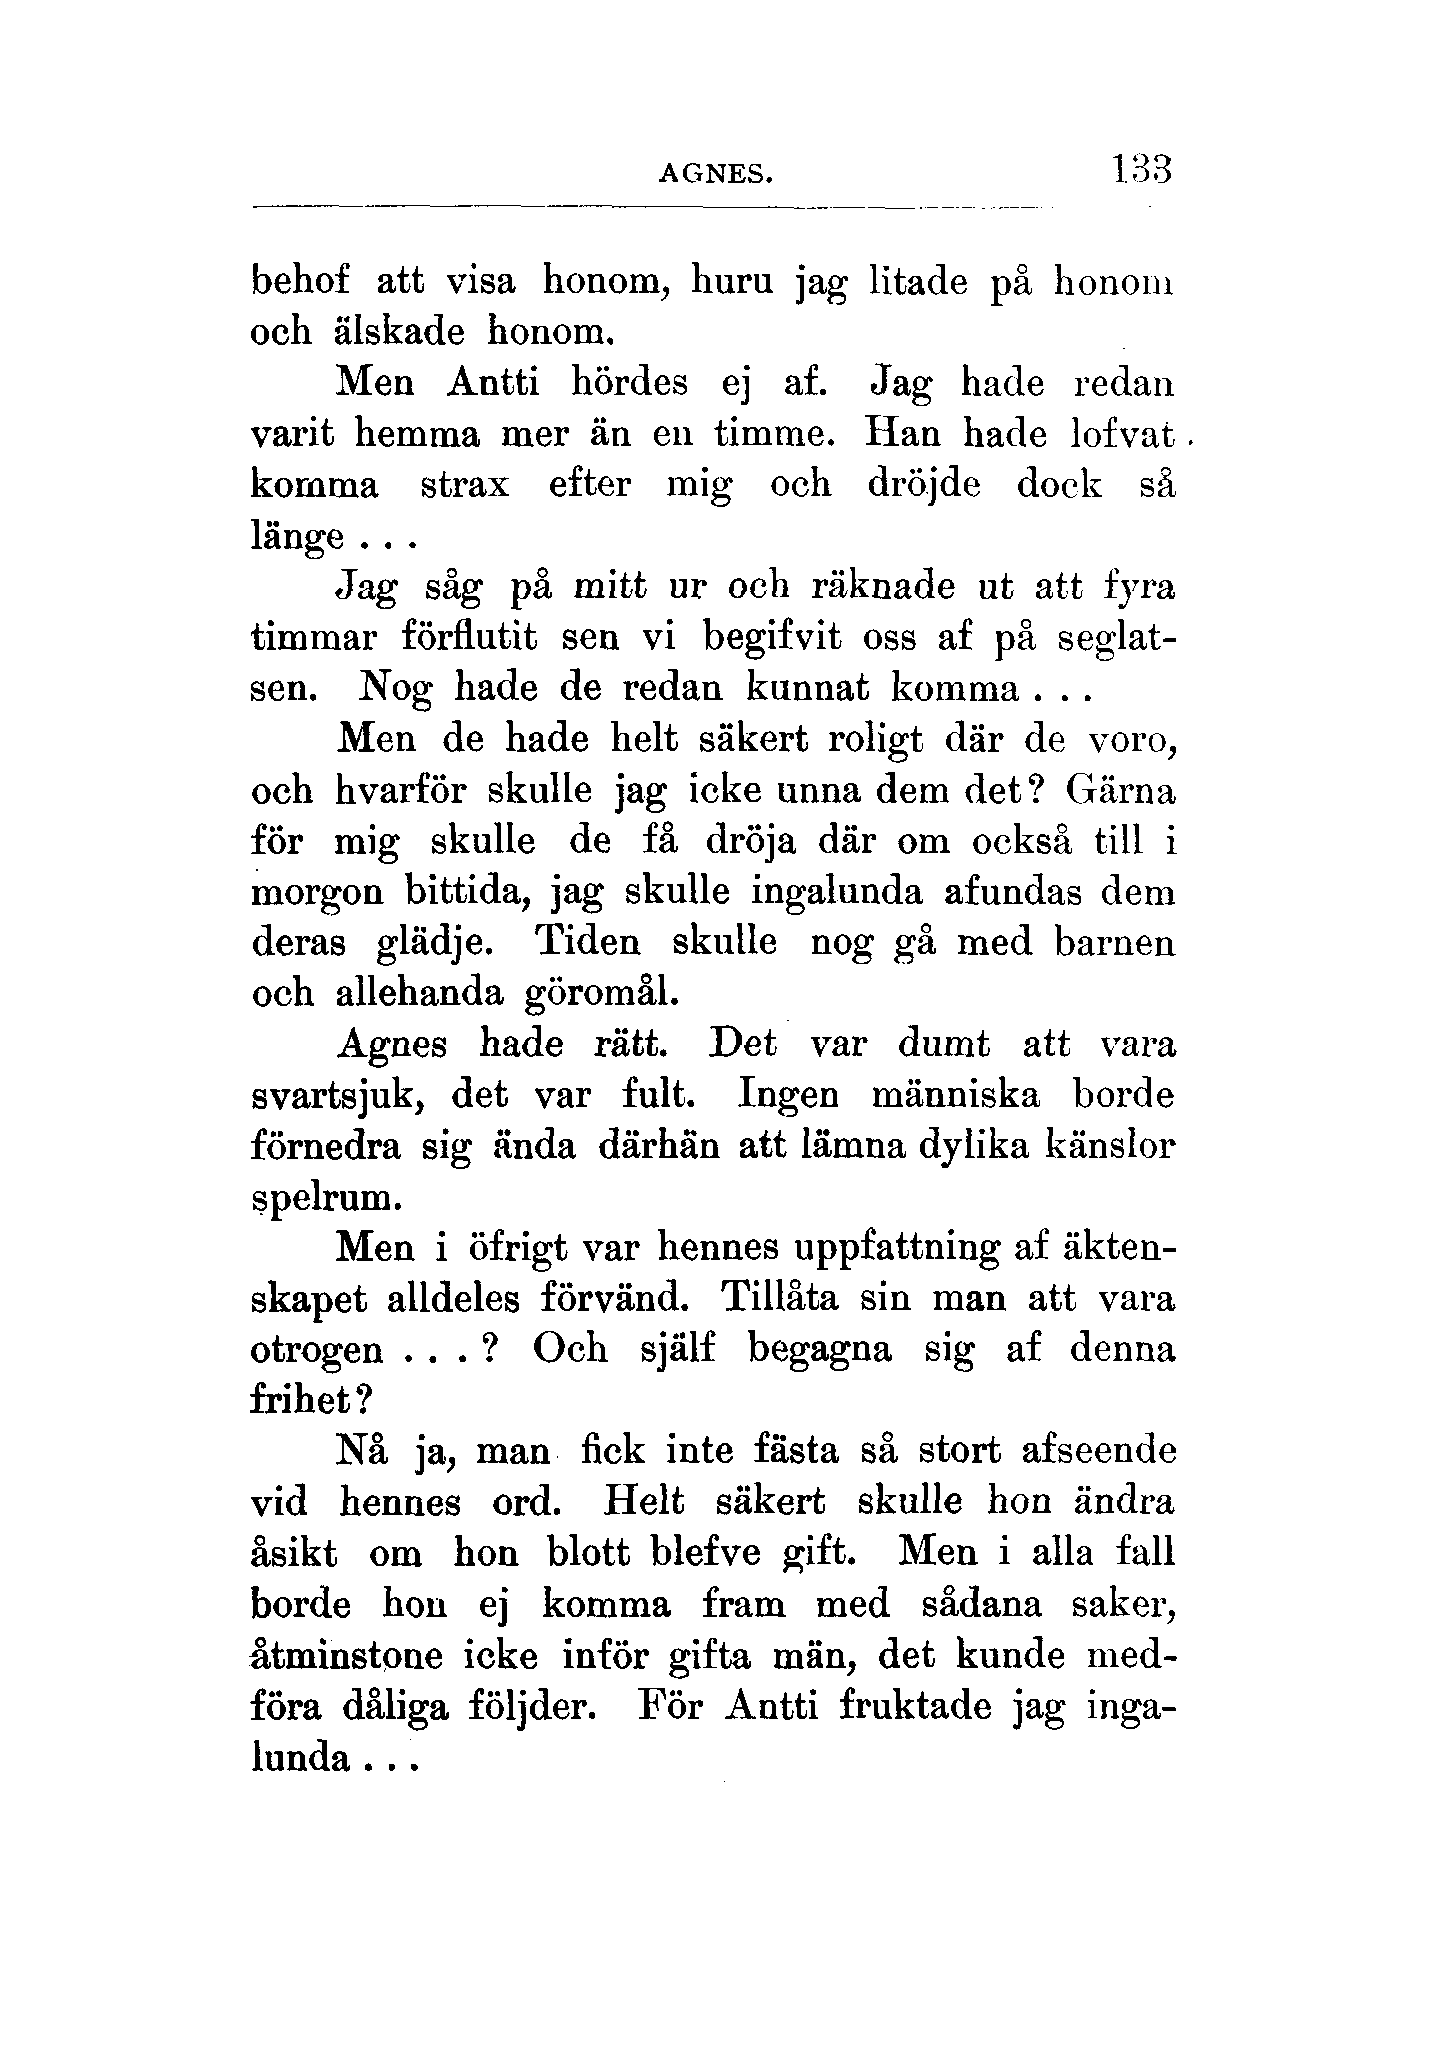 AGNES. 133
behof att visa honom, huru jag litade på honom
och älskade honom.
Men Antti hördes ej af. Jag hade redan
varit hemma mer än en timme. Han hade lofvat
komma strax efter mig och dröjde dock så
länge . . .
Jag såg på mitt ur och räknade ut att fyra
timmar förflutit sen vi begifvit oss af på seglat-
sen. Nog hade de redan kunnat komma . . .
Men de hade helt säkert roligt där de voro,
och hvarför skulle jag icke unna dem det? Gärna
för mig skulle de få dröja där om också till i
morgon bittida, jag skulle ingalunda afundas dem
deras glädje. Tiden skulle nog gå med barnen
och allehanda göromål.
Agnes hade rätt. Det var dumt att vara
svartsjuk, det var fult. Ingen människa borde
förnedra sig ända därhän att lämna dylika känslor
spelrum.
Men i öfrigt var hennes uppfattning af äkten-
skapet alldeles förvänd. Tillåta sin man att vara
otrogen . . . ? Och själf begagna sig af denna
frihet?
Nå ja, man fick inte fästa så stort afseende
vid hennes ord. Helt säkert skulle hon ändra
åsikt om hon blott blefve gift. Men i alla fall
borde hon ej komma fram med sådana saker,
åtminstone icke inför gifta män, det kunde med-
föra dåliga följder. För Antti fruktade jag inga-
lunda . . .